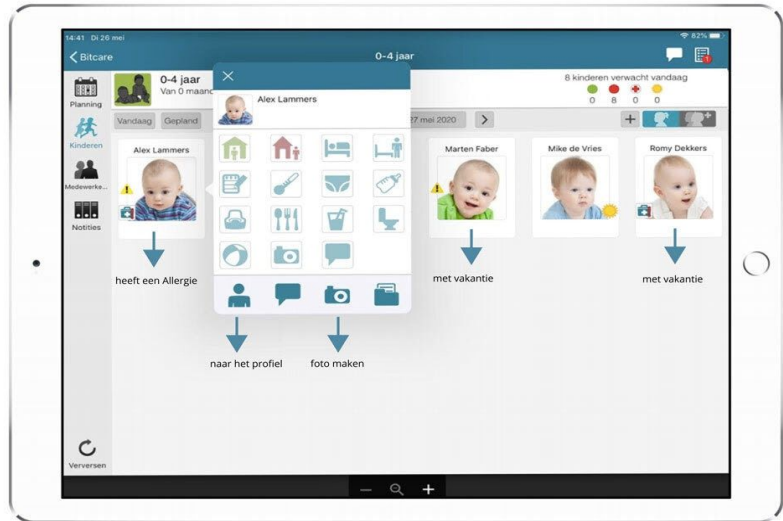 14:41 Di 26 mei
82%
Bitcare
0-4 jaar
1
0-4 jaar
Van 0 maand
8 kinderen verwacht vandaag
0 8 0 0
Planning
Kinderen
Medewerke...
Notities
Verversen
Vandaag
Gepland
27 mei 2020
Alex Lammers
Alex Lammers
Marten Faber
Mike de Vries
Romy Dekkers
heeft een Allergie
met vakantie
met vakantie
naar het profiel
foto maken